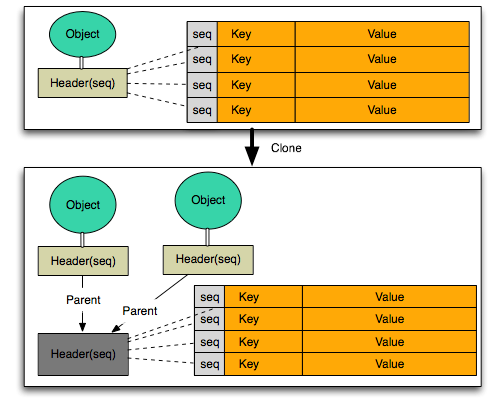 Object
Header(seq)
seq Key Value
seq Key Value
seq Key Value
seq Key Value
Clone
Object
Object
Header(seq)
Header(seq)
Parent
Parent
Header(seq)
seq Key Value
seq Key Value
seq Key Value
seq Key Value